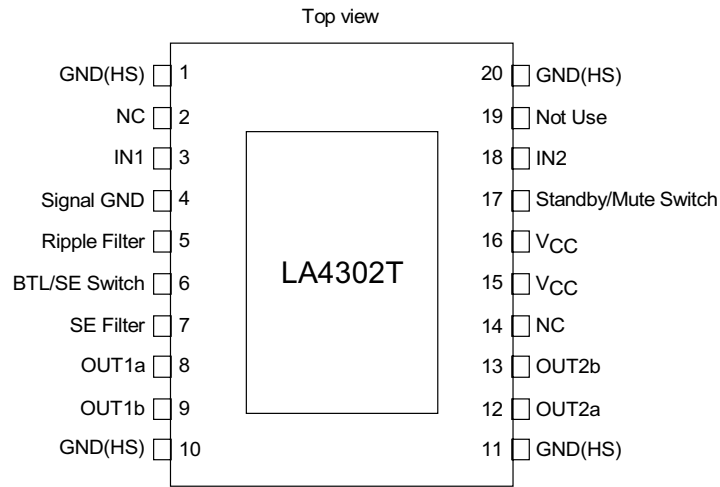 Top view
GND(HS) 1 20 GND(HS)
NC 2 19 Not Use
IN1 3 18 IN2
Signal GND 4 17 Standby/Mute Switch
Ripple Filter 5 16 VCC
BTL/SE Switch 6 15 VCC
LA4302T
SE Filter 7 14 NC
OUT1a 8 13 OUT2b
OUT1b 9 12 OUT2a
GND(HS) 10 11 GND(HS)